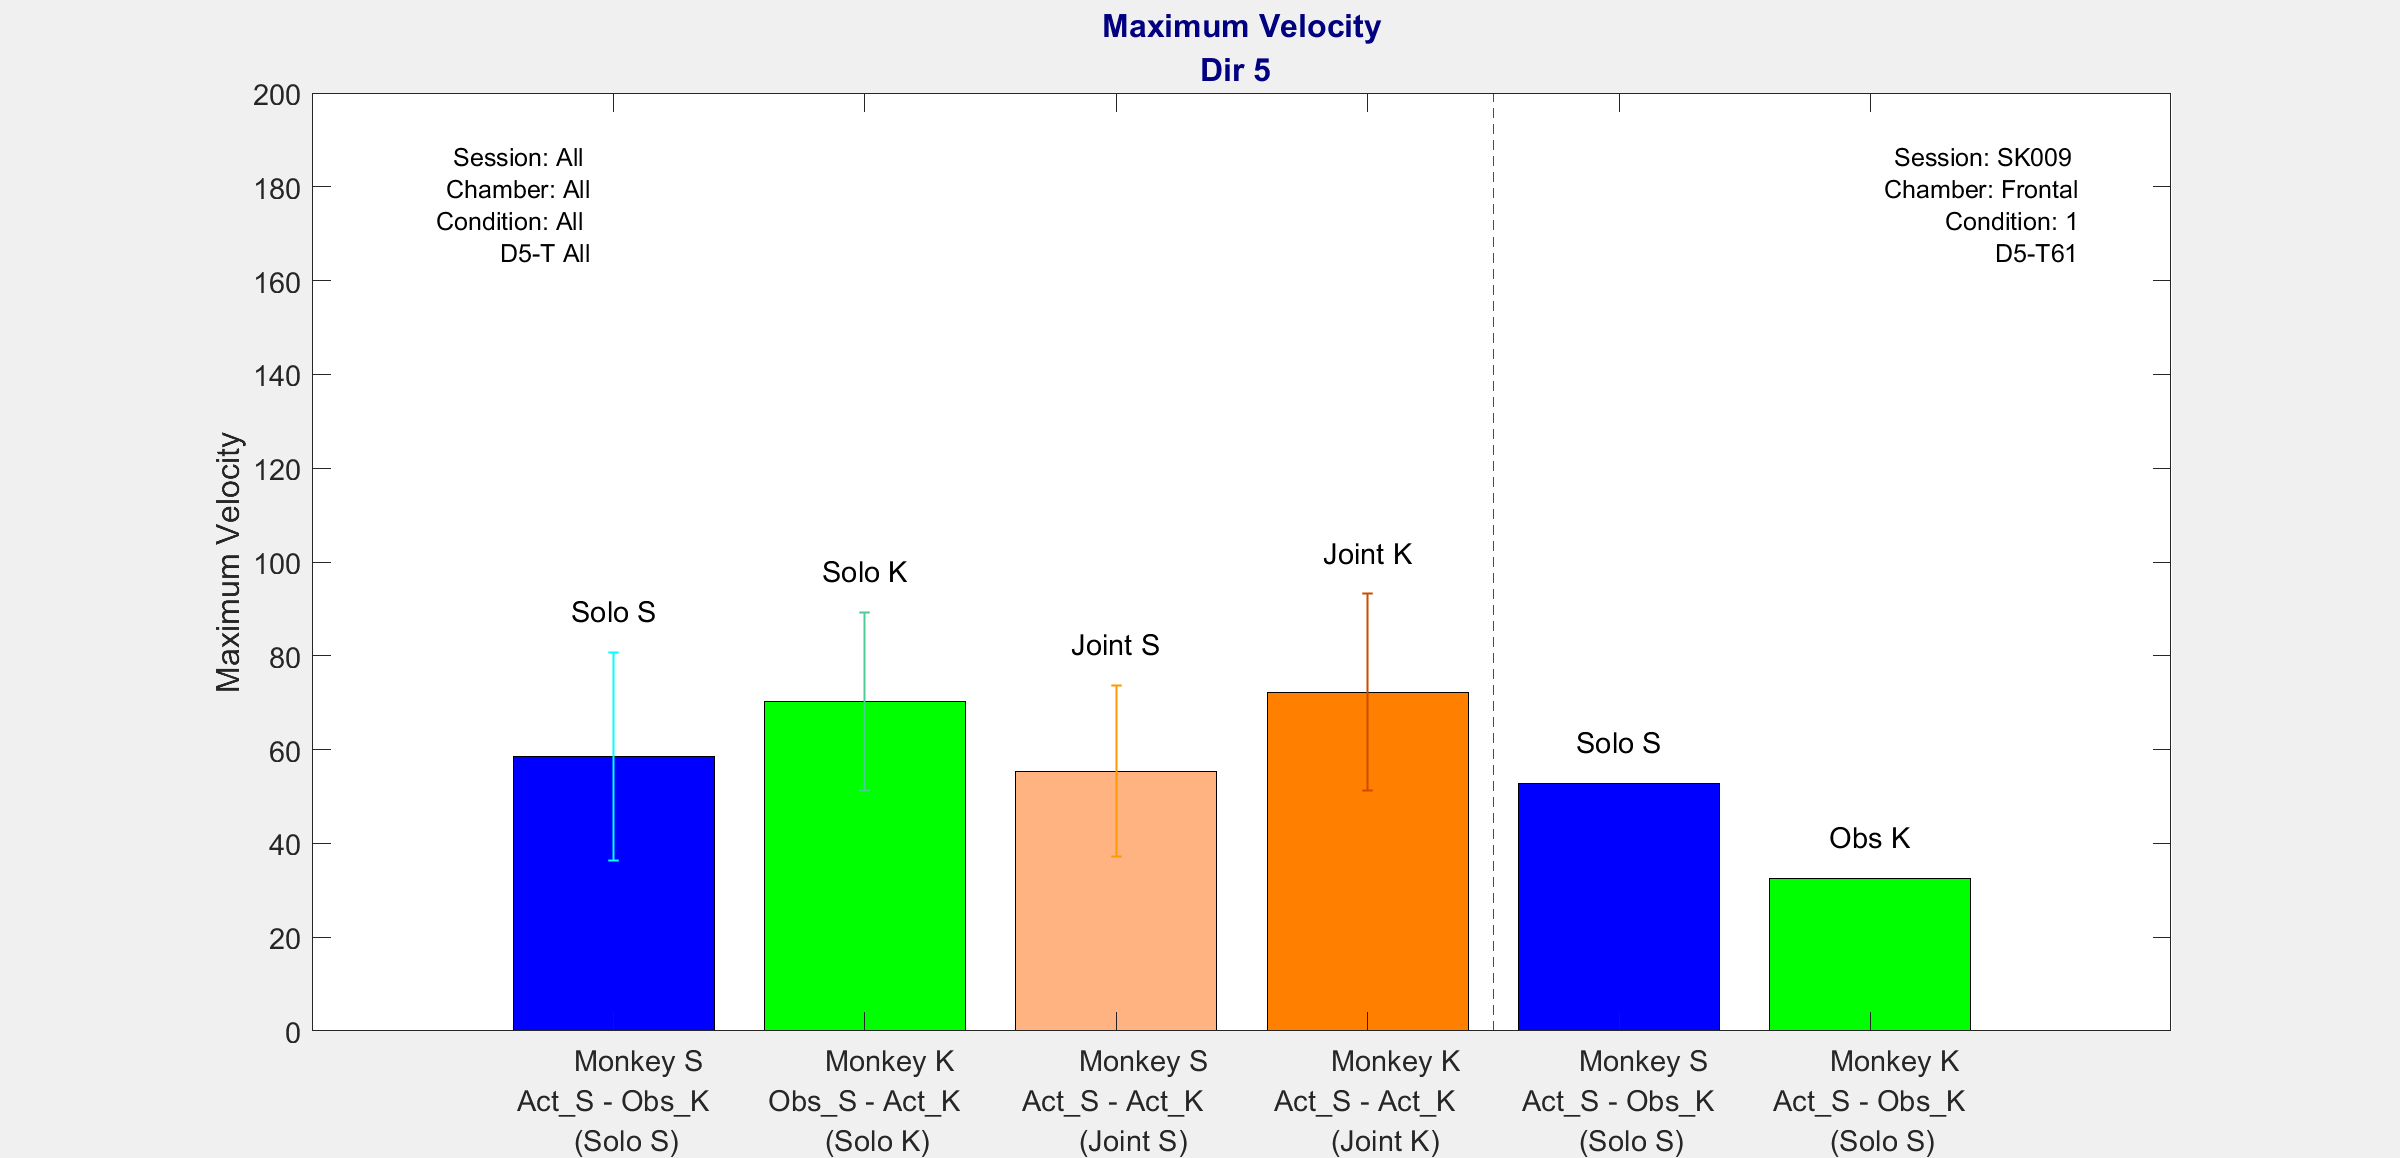 Maximum Velocity
Dir 5
Session: All
Chamber: All
Condition: All
D5-T All
Session: SK009
Chamber: Frontal
Condition: 1
D5-T61
Maximum Velocity
200
180
160
140
120
100
80
60
40
20
0
Solo S
Solo K
Joint S
Joint K
Solo S
Obs K
Monkey S
Act_S - Obs_K
(Solo S)
Monkey K
Obs_S - Act_K
(Solo K)
Monkey S
Act_S - Act_K
(Joint S)
Monkey K
Act_S - Act_K
(Joint K)
Monkey S
Act_S - Obs_K
(Solo S)
Monkey K
Act_S - Obs_K
(Solo S)